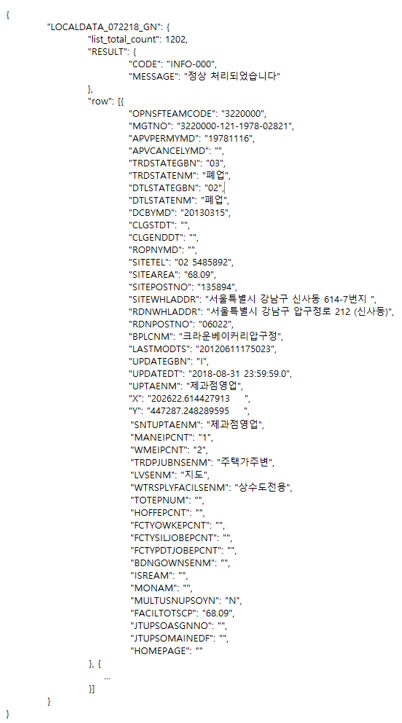 {
"LOCALDATA_072218_GN": {
"list_total_count": 1202,
"RESULT": {
"CODE": "INFO-000",
"MESSAGE": "정상 처리되었습니다"
},
"row": [{
"OPNSFTEAMCODE": "3220000",
"MGTNO": "3220000-121-1978-02821",
"APVPERMYMD": "19781116",
"APVCANCELYMD": "",
"TRDSTATEGBN": "03",
"TRDSTATENM": "폐업",
"DTLSTATEGBN": "02",
"DTLSTATENM": "폐업",
"DCBYMD": "20130315",
"CLGSTDT": "",
"CLGENDDT": "",
"ROPNYMD": "",
"SITETEL": "02 5485892",
"SITEAREA": "68.09",
"SITEPOSTNO": "135894",
"SITEWHLADDR": "서울특별시 강남구 신사동 614-7번지 ",
"RDNWHLADDR": "서울특별시 강남구 압구정로 212 (신사동)",
"RDNPOSTNO": "06022",
"BPLCNM": "크라운베이커리압구정",
"LASTMODTS": "20120611175023",
"UPDATEGBN": "I",
"UPDATEDT": "2018-08-31 23:59:59.0",
"UPTAENM": "제과점영업",
"X": "202622.614427913     ",
"Y": "447287.248289595     ",
"SNTUPTAENM": "제과점영업",
"MANEIPCNT": "1",
"WMEIPCNT": "2",
"TRDPJUBNSENM": "주택가주변",
"LVSENM": "지도",
"WTRSPLYFACILSENM": "상수도전용",
"TOTEPNUM": "",
"HOFFEPCNT": "",
"FCTYOWKEPCNT": "",
"FCTYSILJOBEPCNT": "",
"FCTYPDTJOBEPCNT": "",
"BDNGOWNSENM": "",
"ISREAM": "",
"MONAM": "",
"MULTUSNUPSOYN": "N",
"FACILTOTSCP": "68.09",
"JTUPSOASGNNO": "",
"JTUPSOMAINEDF": "",
"HOMEPAGE": ""
}, {
...
}]
}
}